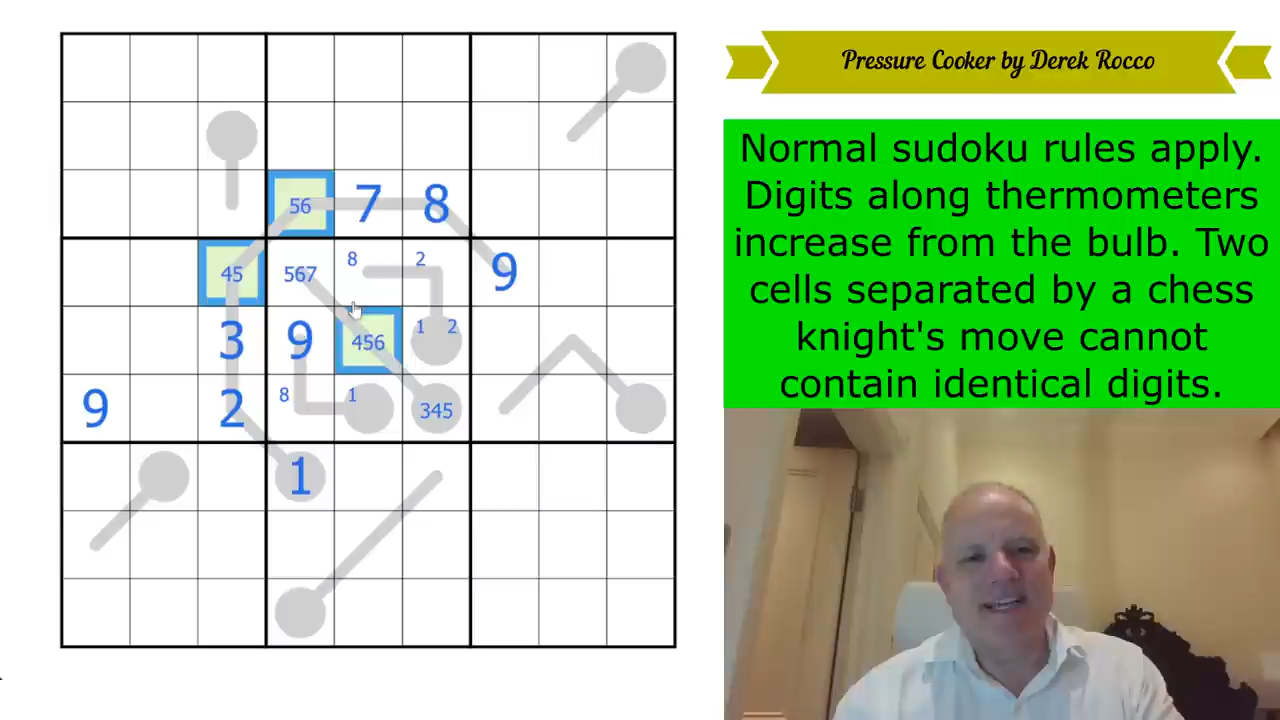 Pressure Cooker by Derek Rocco
Normal sudoku rules apply.
Digits along thermometers
increase from the bulb. Two
cells separated by a chess
knight's move cannot
contain identical digits.
56 7 8
45 567 8 2 9
3 9 456 1 2
9 2 8 1 345
1